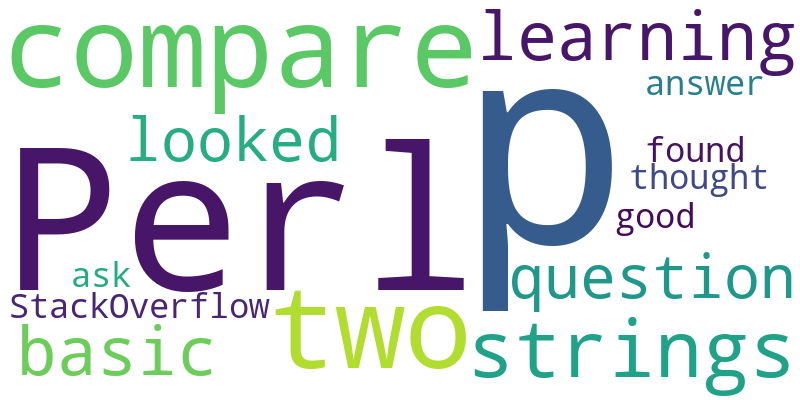 compare
learning
answer
looked
Perl
p
found
thought
good
ask
question
StackOverflow
two
basic
strings